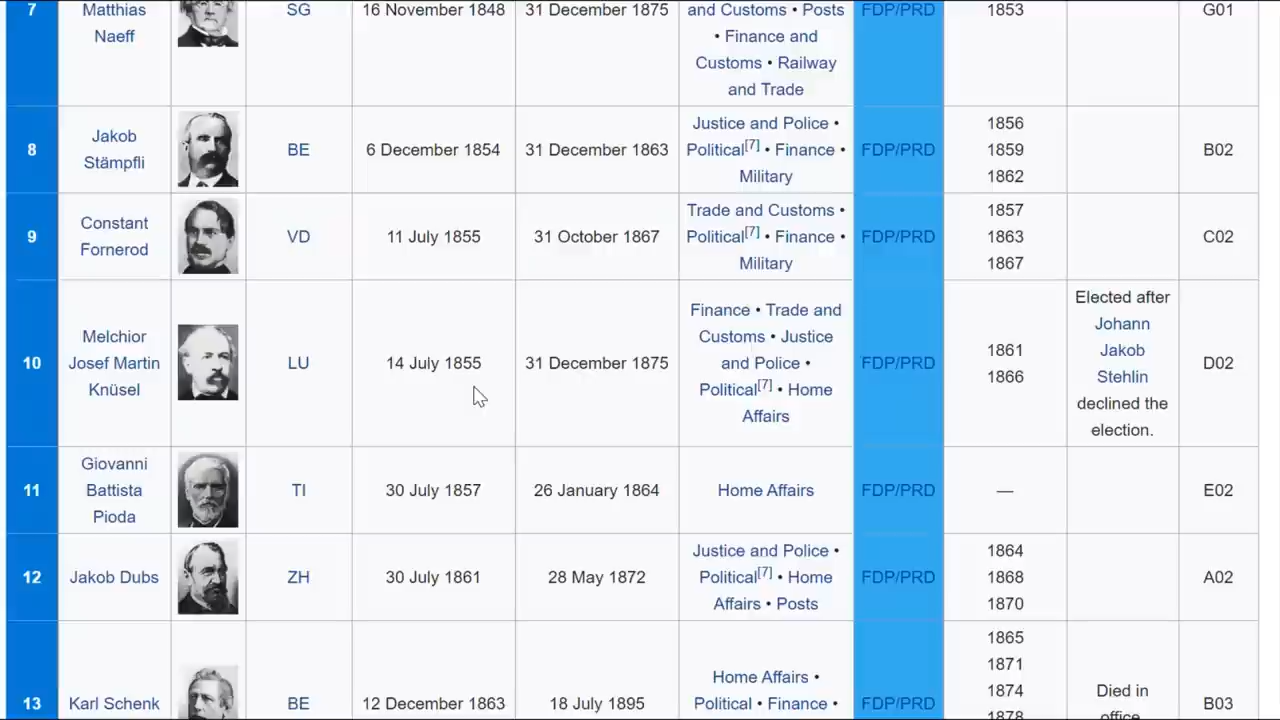 7
Matthias
Naeff
SG
16 November 1848
31 December 1875
and Customs • Posts
• Finance and
Customs • Railway
and Trade
FDP/PRD
1853
G01
8
Jakob
Stämpfli
BE
6 December 1854
31 December 1863
Justice and Police •
Political[7] • Finance •
Military
FDP/PRD
1856
1859
1862
B02
9
Constant
Fornerod
VD
11 July 1855
31 October 1867
Trade and Customs •
Political[7] • Finance •
Military
FDP/PRD
1857
1863
1867
C02
10
Melchior
Josef Martin
Knüsel
LU
14 July 1855
31 December 1875
Finance • Trade and
Customs • Justice
and Police •
Political[7] • Home
Affairs
FDP/PRD
1861
1866
Elected after
Johann
Jakob
Stehlin
declined the
election.
D02
11
Giovanni
Battista
Pioda
TI
30 July 1857
26 January 1864
Home Affairs
FDP/PRD
—
E02
12
Jakob Dubs
ZH
30 July 1861
28 May 1872
Justice and Police •
Political[7] • Home
Affairs • Posts
FDP/PRD
1864
1868
1870
A02
13
Karl Schenk
BE
12 December 1863
18 July 1895
Home Affairs •
Political • Finance •
FDP/PRD
1865
1871
1874
1878
Died in
office.
B03